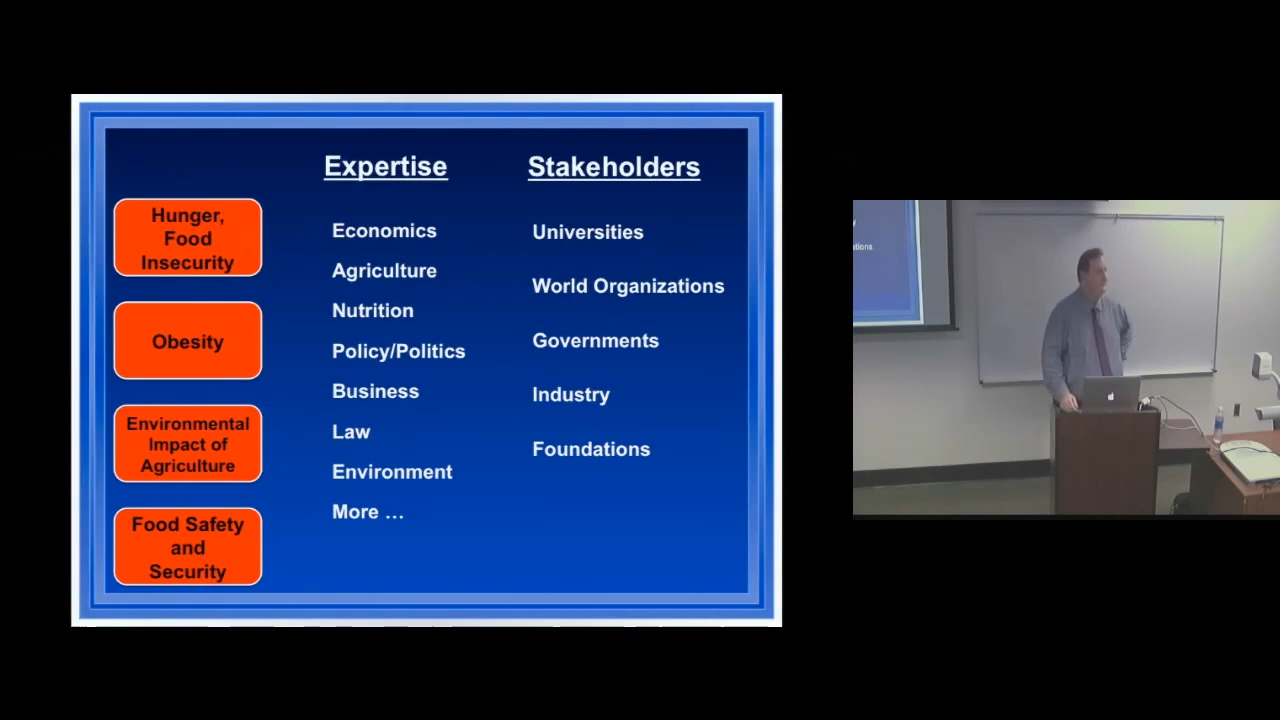 Expertise
Stakeholders
Hunger,
Food
Insecurity
Obesity
Environmental
Impact of
Agriculture
Food Safety
and
Security
Economics
Agriculture
Nutrition
Policy/Politics
Business
Law
Environment
More …
Universities
World Organizations
Governments
Industry
Foundations